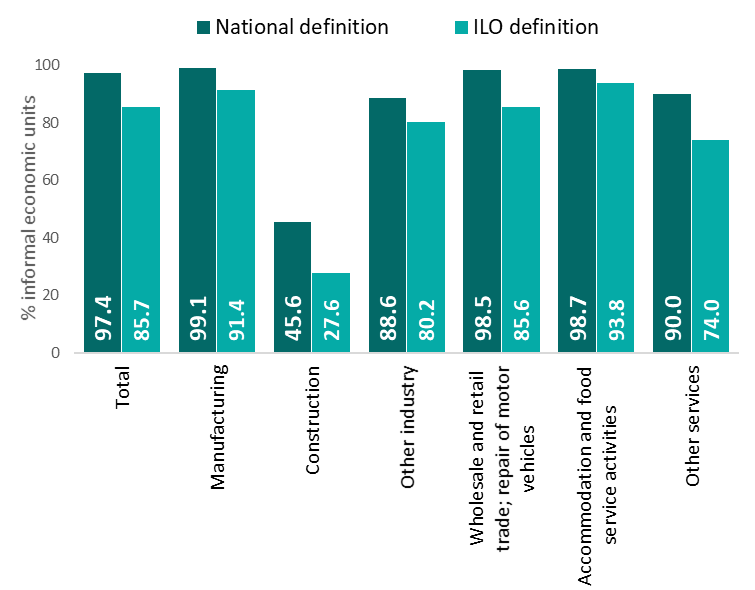 National definition
ILO definition
% informal economic units
100
80
60
40
20
0
97.4
85.7
99.1
91.4
45.6
27.6
88.6
80.2
98.5
85.6
98.7
93.8
90.0
74.0
Total
Manufacturing
Construction
Other industry
Wholesale and retail
trade; repair of motor
vehicles
Accommodation and food
service activities
Other services